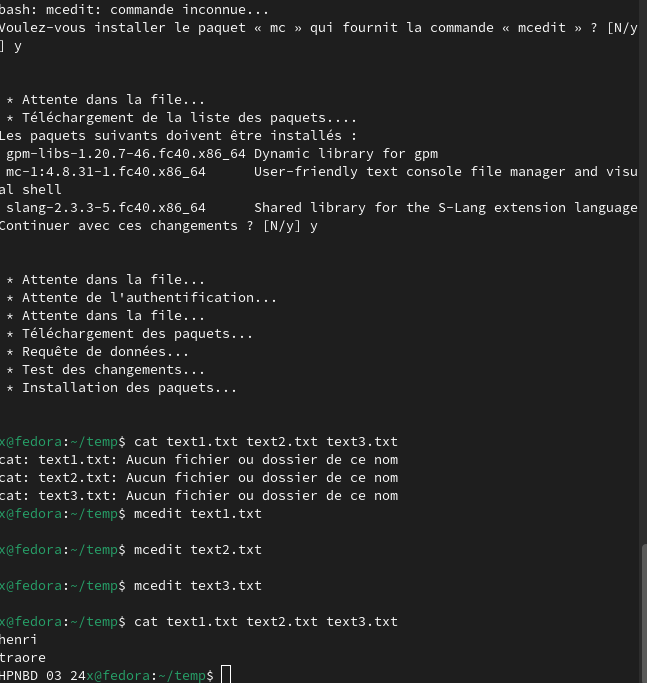 bash: mcedit: commande inconnue...
Voulez-vous installer le paquet « mc » qui fournit la commande « mcedit » ? [N/y
] y
* Attente dans la file...
* Téléchargement de la liste des paquets....
Les paquets suivants doivent être installés :
gpm-libs-1.20.7-46.fc40.x86_64 Dynamic library for gpm
mc-1:4.8.31-1.fc40.x86_64 User-friendly text console file manager and visu
al shell
slang-2.3.3-5.fc40.x86_64 Shared library for the S-Lang extension language
Continuer avec ces changements ? [N/y] y
* Attente dans la file...
* Attente de l'authentification...
* Attente dans la file...
* Téléchargement des paquets...
* Requête de données...
* Test des changements...
* Installation des paquets...
x@fedora:~/temp$ cat text1.txt text2.txt text3.txt
cat: text1.txt: Aucun fichier ou dossier de ce nom
cat: text2.txt: Aucun fichier ou dossier de ce nom
cat: text3.txt: Aucun fichier ou dossier de ce nom
x@fedora:~/temp$ mcedit text1.txt
x@fedora:~/temp$ mcedit text2.txt
x@fedora:~/temp$ mcedit text3.txt
x@fedora:~/temp$ cat text1.txt text2.txt text3.txt
henri
traore
HPNBD 03 24x@fedora:~/temp$